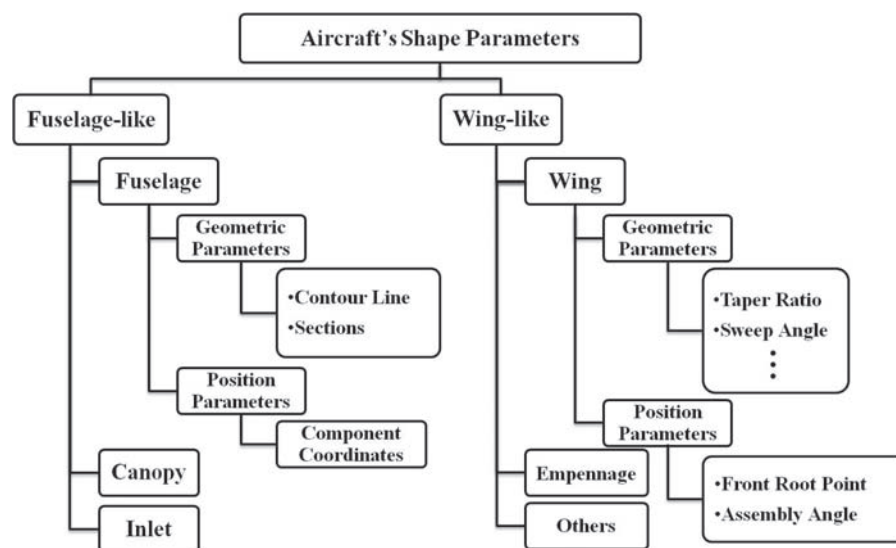 Aircraft's Shape Parameters
Fuselage-like
Fuselage
Geometric
Parameters
•Contour Line
•Sections
Position
Parameters
Component
Coordinates
Canopy
Inlet
Wing-like
Wing
Geometric
Parameters
•Taper Ratio
•Sweep Angle
⋮
Position
Parameters
•Front Root Point
•Assembly Angle
Empennage
Others